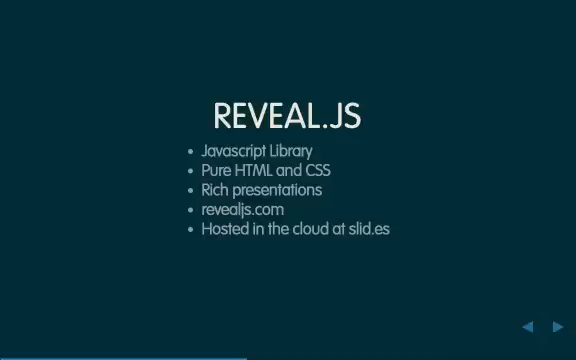 REVEAL.JS
Javascript Library
Pure HTML and CSS
Rich presentations
revealjs.com
Hosted in the cloud at slid.es